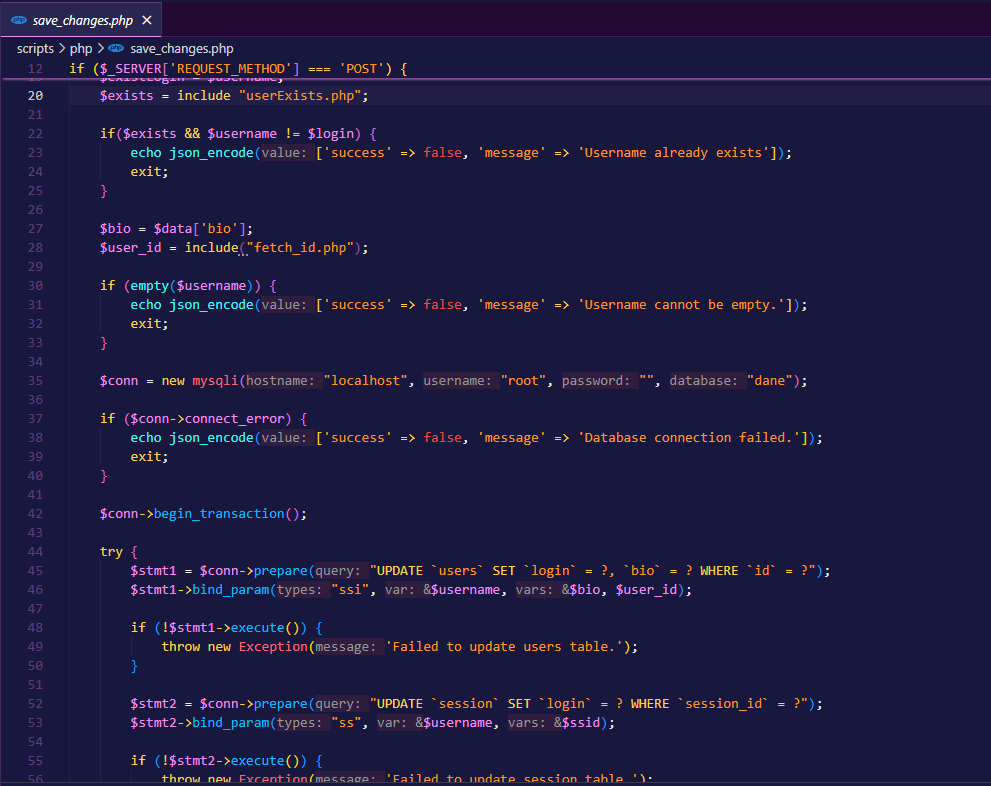 php save_changes.php ×
scripts > php > php save_changes.php
12 if ($_SERVER['REQUEST_METHOD'] === 'POST') {
19 $existLogin = $username;
20 $exists = include "userExists.php";
21
22 if($exists && $username != $login) {
23 echo json_encode(value: ['success' => false, 'message' => 'Username already exists']);
24 exit;
25 }
26
27 $bio = $data['bio'];
28 $user_id = include("fetch_id.php");
29
30 if (empty($username)) {
31 echo json_encode(value: ['success' => false, 'message' => 'Username cannot be empty.']);
32 exit;
33 }
34
35 $conn = new mysqli(hostname: "localhost", username: "root", password: "", database: "dane");
36
37 if ($conn->connect_error) {
38 echo json_encode(value: ['success' => false, 'message' => 'Database connection failed.']);
39 exit;
40 }
41
42 $conn->begin_transaction();
43
44 try {
45 $stmt1 = $conn->prepare(query: "UPDATE `users` SET `login` = ?, `bio` = ? WHERE `id` = ?");
46 $stmt1->bind_param(types: "ssi", var: &$username, vars: &$bio, $user_id);
47
48 if (!$stmt1->execute()) {
49 throw new Exception(message: 'Failed to update users table.');
50 }
51
52 $stmt2 = $conn->prepare(query: "UPDATE `session` SET `login` = ? WHERE `session_id` = ?");
53 $stmt2->bind_param(types: "ss", var: &$username, vars: &$ssid);
54
55 if (!$stmt2->execute()) {
56 throw new Exception(message: 'Failed to update session table.');